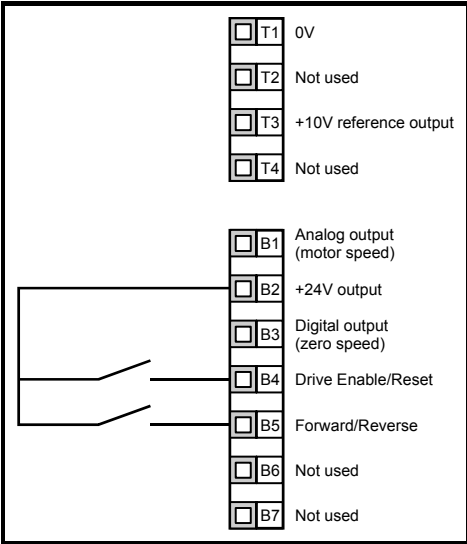 T1 0V
T2 Not used
T3 +10V reference output
T4 Not used
B1 Analog output
(motor speed)
B2 +24V output
B3 Digital output
(zero speed)
B4 Drive Enable/Reset
B5 Forward/Reverse
B6 Not used
B7 Not used